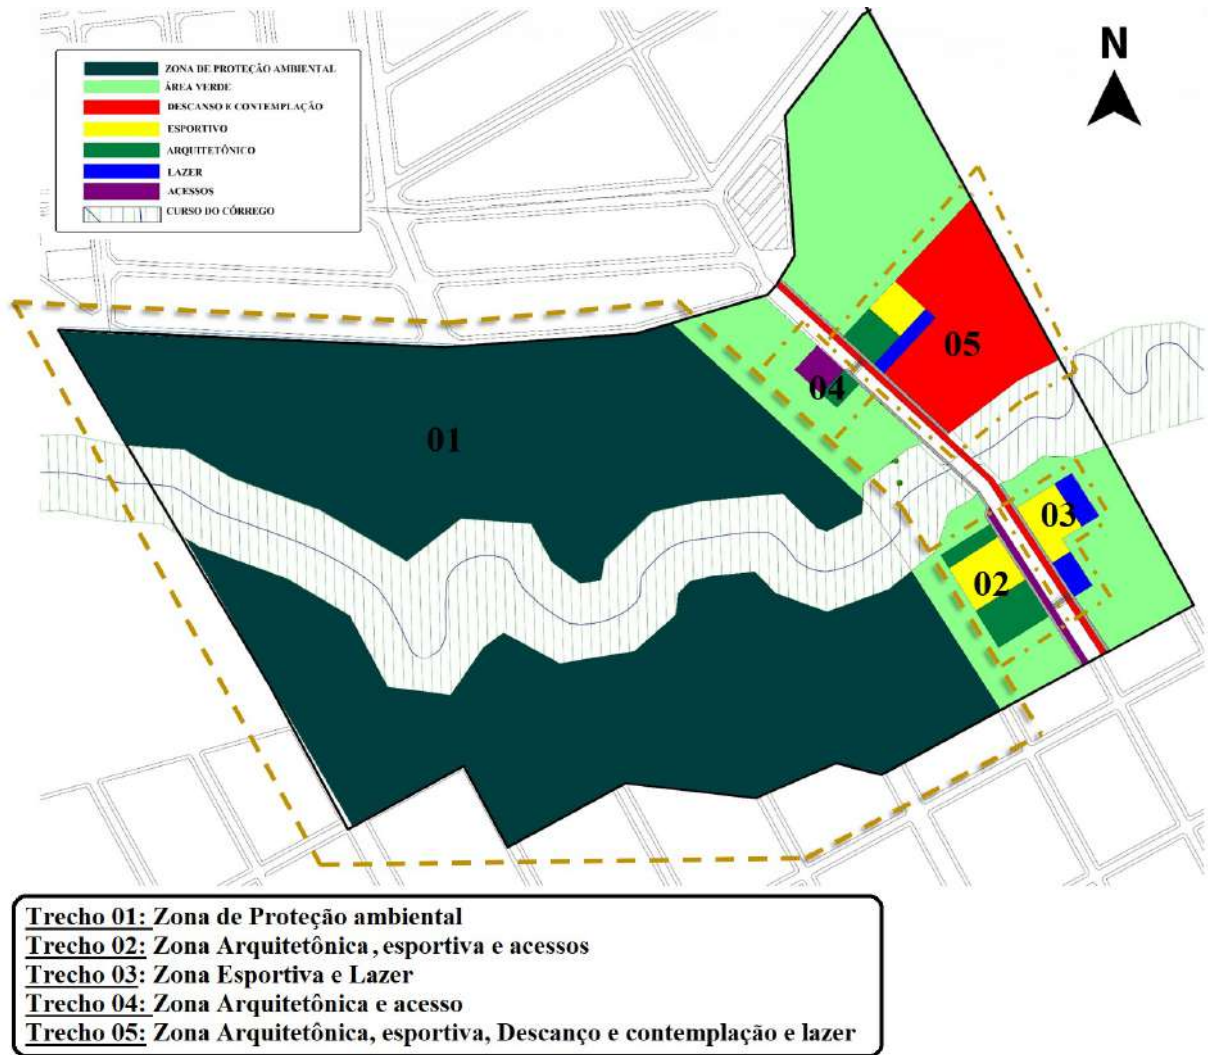 N
ZONA DE PROTEÇÃO AMBIENTAL
ÁREA VERDE
DESCANSO E CONTEMPLAÇÃO
ESPORTIVO
ARQUITETÔNICO
LAZER
ACESSOS
CURSO DO CÓRREGO
05
04
01
03
02
Trecho 01: Zona de Proteção ambiental
Trecho 02: Zona Arquitetônica, esportiva e acessos
Trecho 03: Zona Esportiva e Lazer
Trecho 04: Zona Arquitetônica e acesso
Trecho 05: Zona Arquitetônica, esportiva, Descanço e contemplação e lazer